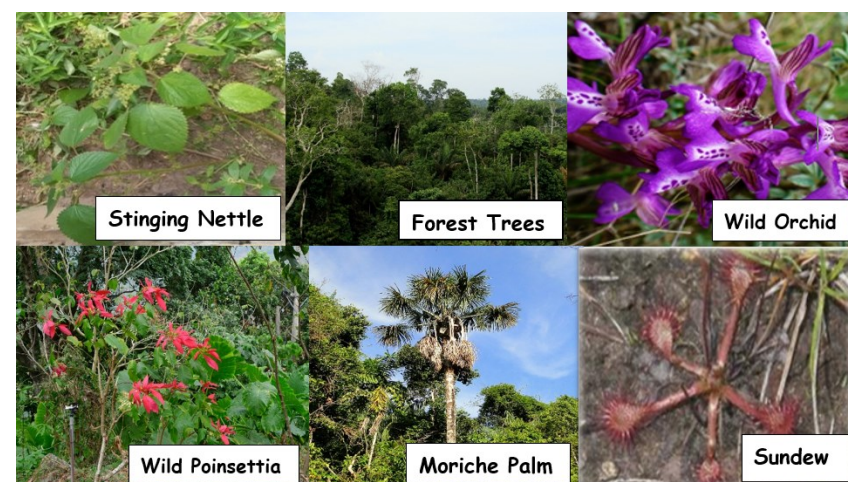 Stinging Nettle
Forest Trees
Wild Orchid
Wild Poinsettia
Moriche Palm
Sundew